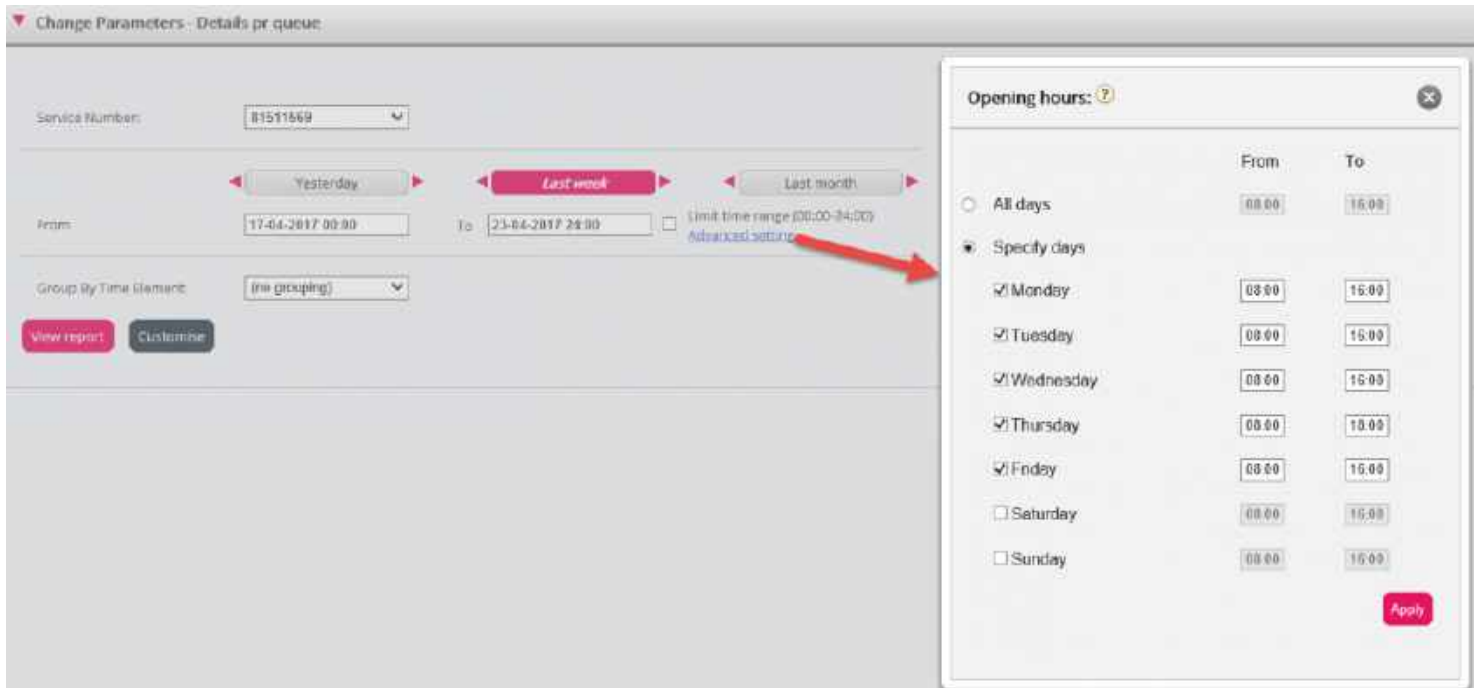 Change Parameters - Details pr queue
Service Number:
81511669
Yesterday
Last week
Last month
From
17-04-2017 00:00
To
23-04-2017 24:00
Limit time range (00:00-24:00)
Advanced setting
Group By Time Element:
(no grouping)
View report
Customise
Opening hours: ?
From To
All days 08:00 16:00
Specify days
Monday 08:00 16:00
Tuesday 08:00 16:00
Wednesday 08:00 16:00
Thursday 08:00 18:00
Friday 08:00 16:00
Saturday 08:00 16:00
Sunday 08:00 16:00
Apply